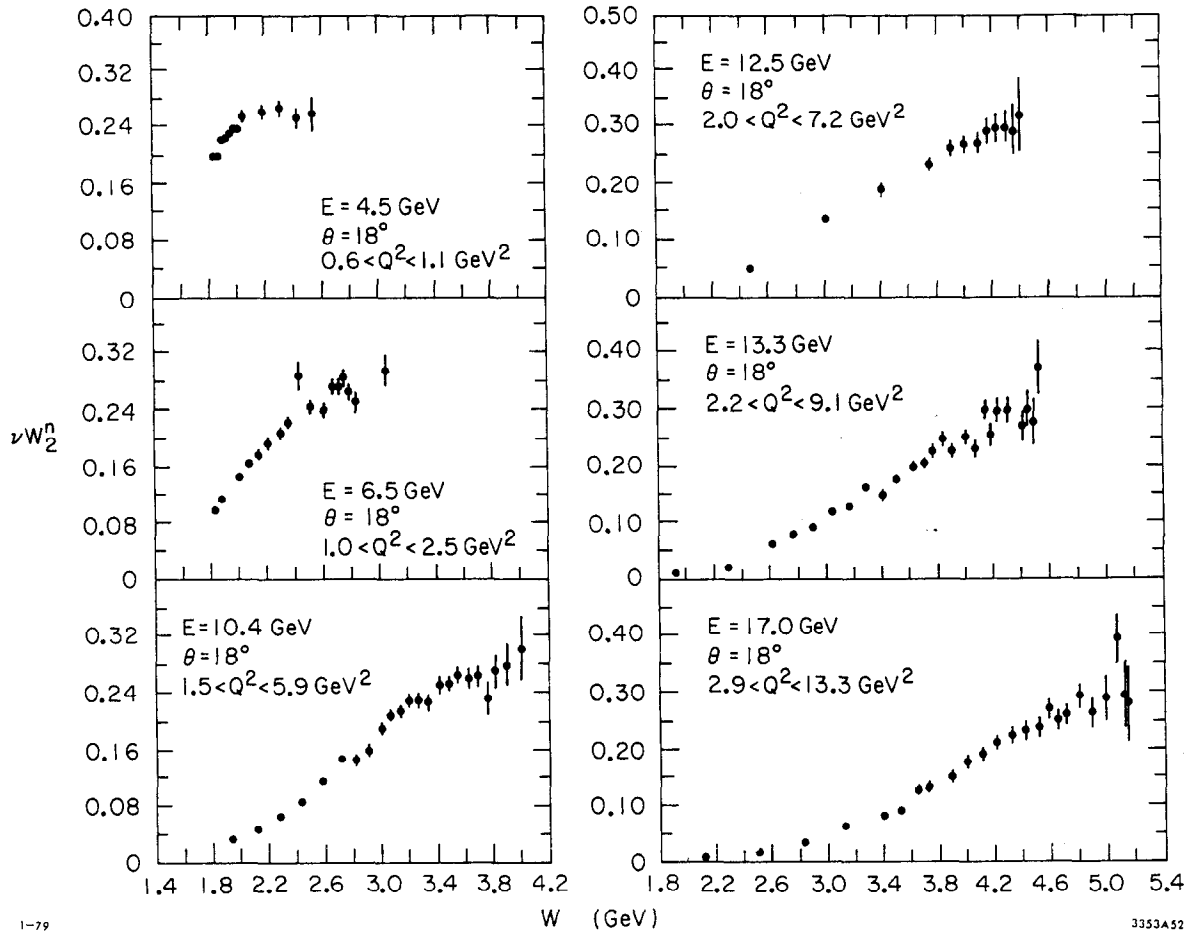 0.40
0.32
0.24
0.16
0.08
0
E = 4.5 GeV
θ = 18°
0.6 < Q² < 1.1 GeV²
0.32
0.24
0.16
0.08
0
E = 6.5 GeV
θ = 18°
1.0 < Q² < 2.5 GeV²
νW₂ⁿ
0.32
0.24
0.16
0.08
0
E = 10.4 GeV
θ = 18°
1.5 < Q² < 5.9 GeV²
1.4 1.8 2.2 2.6 3.0 3.4 3.8 4.2
0.50
0.40
0.30
0.20
0.10
0
E = 12.5 GeV
θ = 18°
2.0 < Q² < 7.2 GeV²
0.40
0.30
0.20
0.10
0
E = 13.3 GeV
θ = 18°
2.2 < Q² < 9.1 GeV²
0.40
0.30
0.20
0.10
0
E = 17.0 GeV
θ = 18°
2.9 < Q² < 13.3 GeV²
1.8 2.2 2.6 3.0 3.4 3.8 4.2 4.6 5.0 5.4
W (GeV)
1-79
3353A52